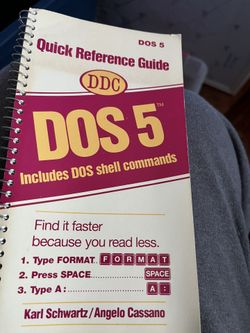 DOS 5
Quick Reference Guide
DDC
DOS 5™
Includes DOS shell commands
Find it faster
because you read less.
1. Type FORMAT FORMAT
2. Press SPACE SPACE
3. Type A: A:
Karl Schwartz/Angelo Cassano